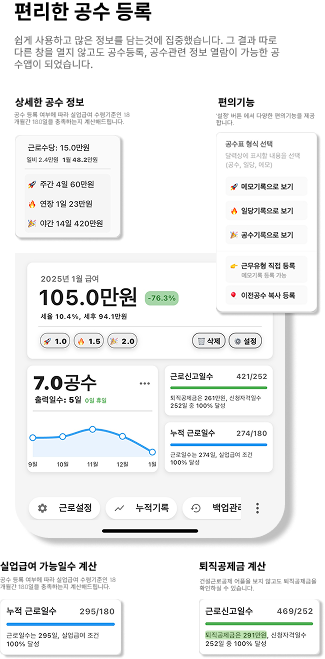 편리한 공수 등록
쉽게 사용하고 많은 정보를 담는것에 집중했습니다. 그 결과 따로
다른 창을 열지 않고도 공수등록, 공수관련 정보 열람이 가능한 공
수앱이 되었습니다.
상세한 공수 정보
공수 등록 여부에 따라 실업급여 수령기준인 18
개월간 180일을 충족하는지 계산해드립니다.
근로수당: 15.0만원
일비 2.4만원 1월 48.2만원
🚀 주간 4일 60만원
🔥 연장 1일 23만원
🎉 야간 14일 420만원
편의기능
'설정' 버튼 에서 다양한 편의기능을 제공
합니다.
공수표 형식 선택
달력상에 표시할 내용을 선택
(공수, 일당, 메모)
🚀 메모기록으로 보기
🔥 일당기록으로 보기
🎉 공수기록으로 보기
👉 근무유형 직접 등록
메모기록 등록 가능
🎈 이전공수 복사 등록
2025년 1월 급여
105.0만원 -76.3%
세율 10.4%, 세후 94.1만원
🚀 1.0 🔥 1.5 🎉 2.0 삭제 설정
7.0공수 •••
출력일수: 5일 0일 휴일
9월 10월 11월 12월 1월
근로신고일수 421/252
퇴직공제금은 261만원, 신청자격일수
252일 중 100% 달성
누적 근로일수 274/180
근로일수는 274일, 실업급여 조건
100% 달성
근로설정 누적기록 백업관리
실업급여 가능일수 계산
공수 등록 여부에 따라 실업급여 수령기준인 18
개월간 180일을 충족하는지 계산해드립니다.
누적 근로일수 295/180
근로일수는 295일, 실업급여 조건
100% 달성
퇴직공제금 계산
건설근로공제 어플을 보지 않고도 퇴직공제금을
확인하실 수 있습니다.
근로신고일수 469/252
퇴직공제금은 291만원, 신청자격일수
252일 중 100% 달성